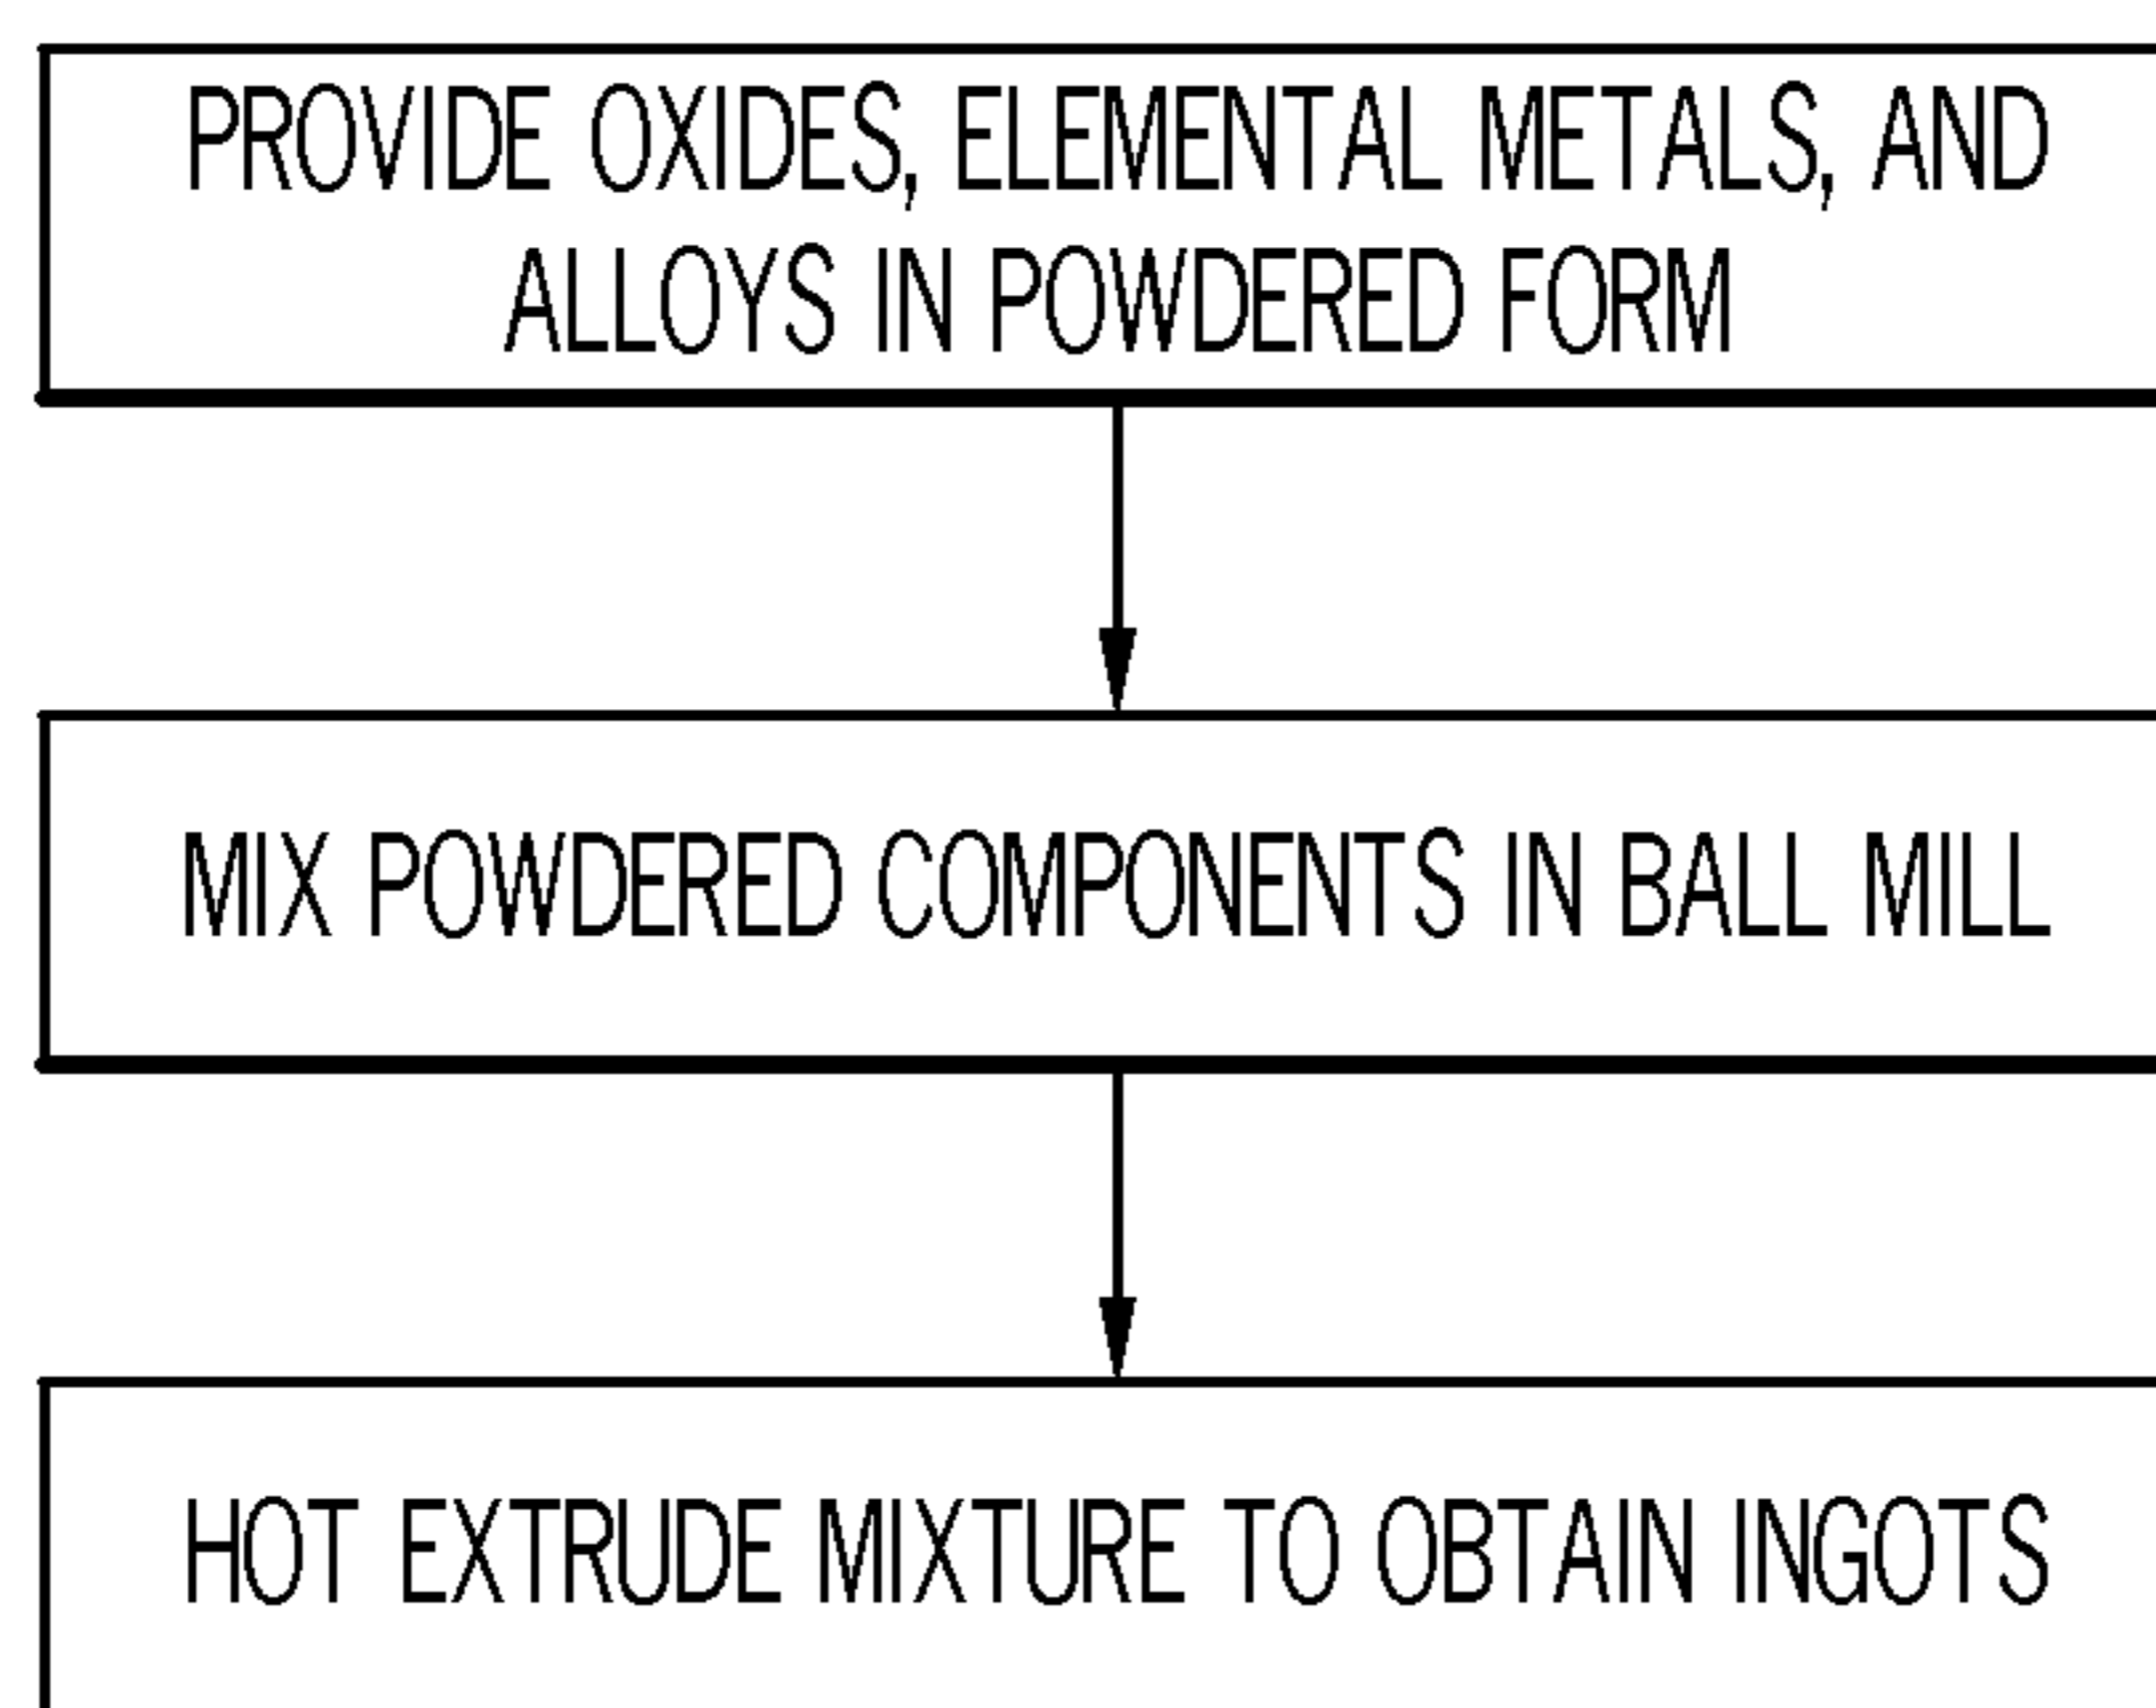 PROVIDE OXIDES, ELEMENTAL METALS, AND
ALLOYS IN POWDERED FORM
MIX POWDERED COMPONENTS IN BALL MILL
HOT EXTRUDE MIXTURE TO OBTAIN INGOTS